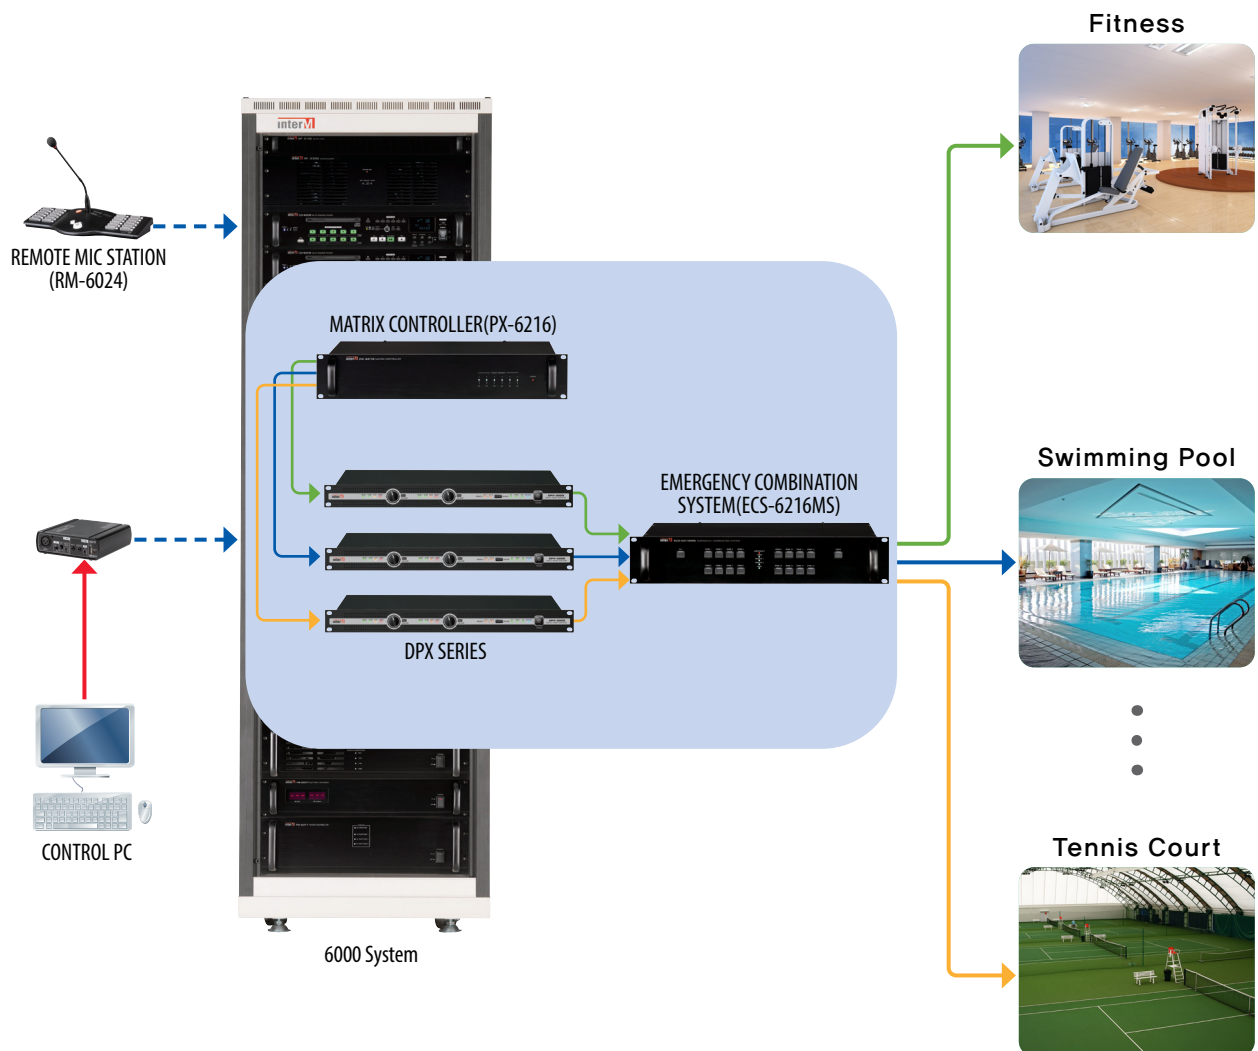 Fitness
interM
REMOTE MIC STATION
(RM-6024)
MATRIX CONTROLLER(PX-6216)
Swimming Pool
EMERGENCY COMBINATION
SYSTEM(ECS-6216MS)
DPX SERIES
CONTROL PC
Tennis Court
6000 System